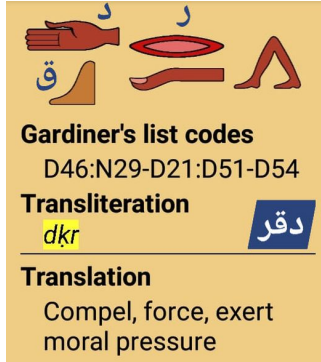 د ر
ق
Gardiner's list codes
D46:N29-D21:D51-D54
Transliteration
dḳr دقر
Translation
Compel, force, exert
moral pressure